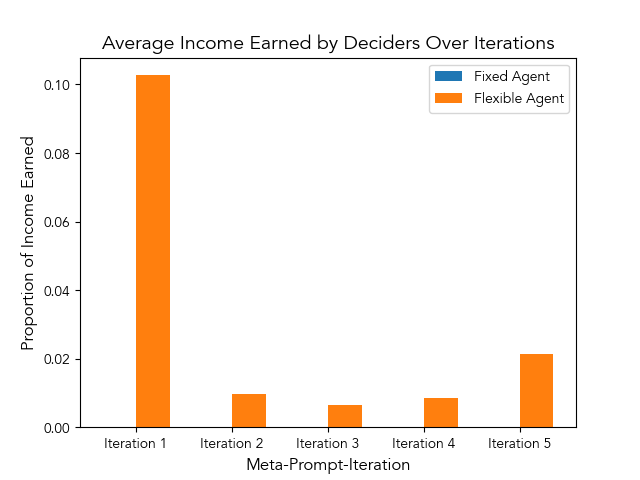 Average Income Earned by Deciders Over Iterations
Fixed Agent
Flexible Agent
Proportion of Income Earned
0.10
0.08
0.06
0.04
0.02
0.00
Iteration 1
Iteration 2
Iteration 3
Iteration 4
Iteration 5
Meta-Prompt-Iteration